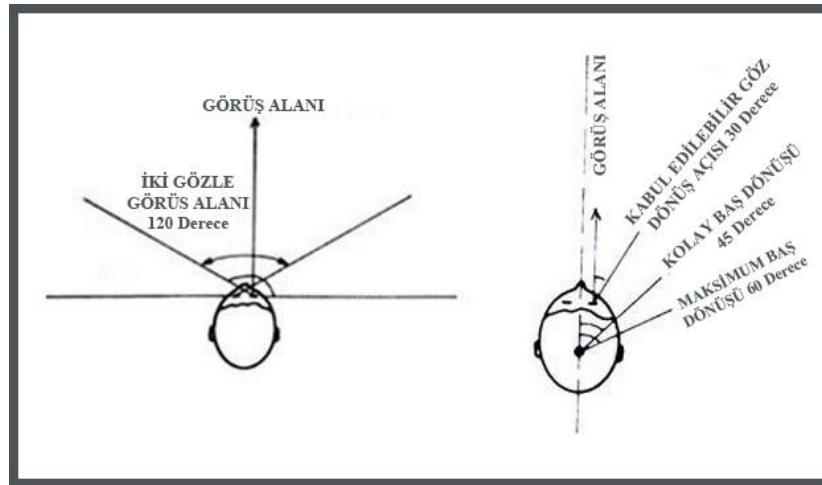 GÖRÜŞ ALANI
İKİ GÖZLE
GÖRÜS ALANI
120 Derece
GÖRÜŞ ALANI
KABUL EDİLEBİLİR GÖZ
DÖNÜŞ AÇISI 30 Derece
KOLAY BAŞ DÖNÜŞÜ
45 Derece
MAKSİMUM BAŞ
DÖNÜŞÜ 60 Derece